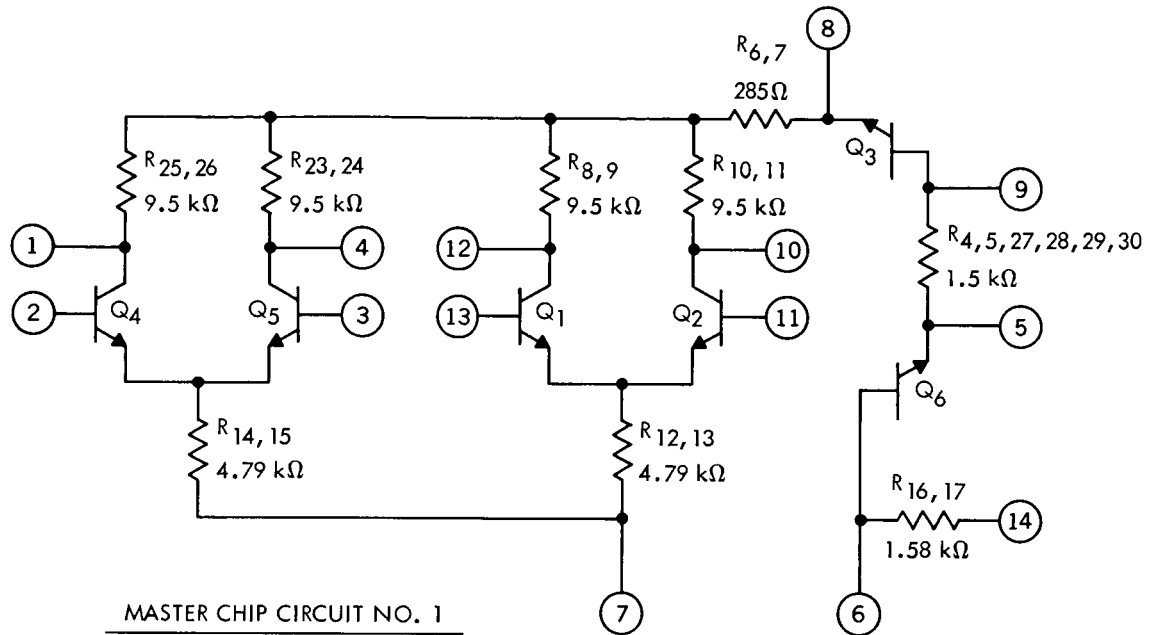 8
R6,7
285Ω
Q3
R25,26
9.5 kΩ
R23,24
9.5 kΩ
R8,9
9.5 kΩ
R10,11
9.5 kΩ
9
R4,5,27,28,29,30
1.5 kΩ
1
4
12
10
2
Q4
Q5
3
13
Q1
Q2
11
5
Q6
R14,15
4.79 kΩ
R12,13
4.79 kΩ
R16,17
1.58 kΩ
14
7
6
MASTER CHIP CIRCUIT NO. 1